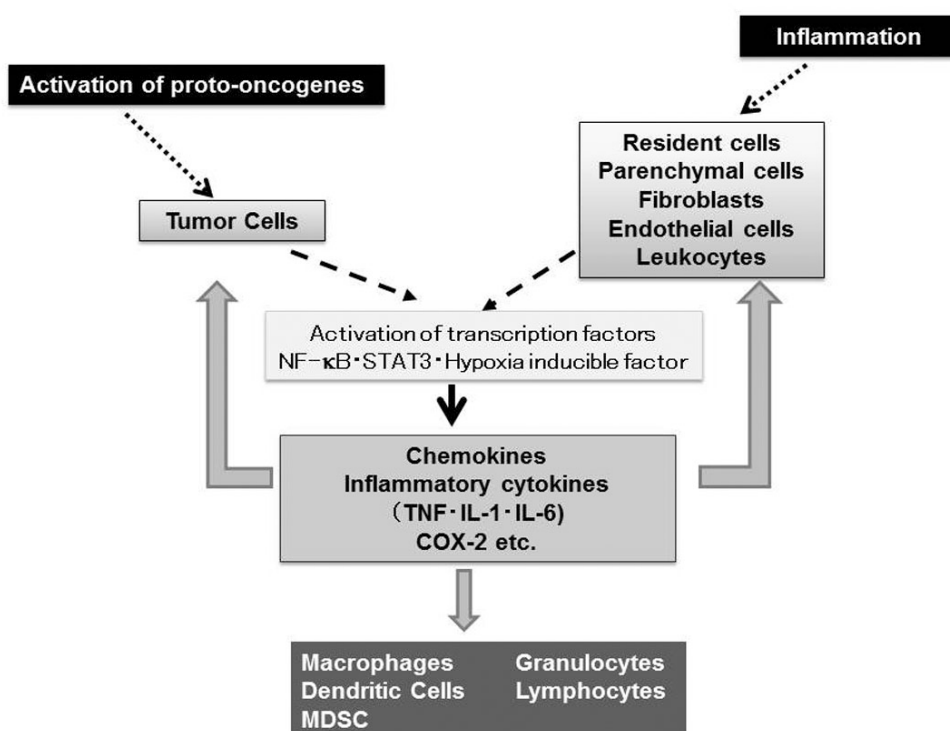 Inflammation
Activation of proto-oncogenes
Resident cells
Parenchymal cells
Fibroblasts
Endothelial cells
Leukocytes
Tumor Cells
Activation of transcription factors
NF-κB・STAT3・Hypoxia inducible factor
Chemokines
Inflammatory cytokines
（TNF・IL-1・IL-6)
COX-2 etc.
Macrophages Granulocytes
Dendritic Cells Lymphocytes
MDSC